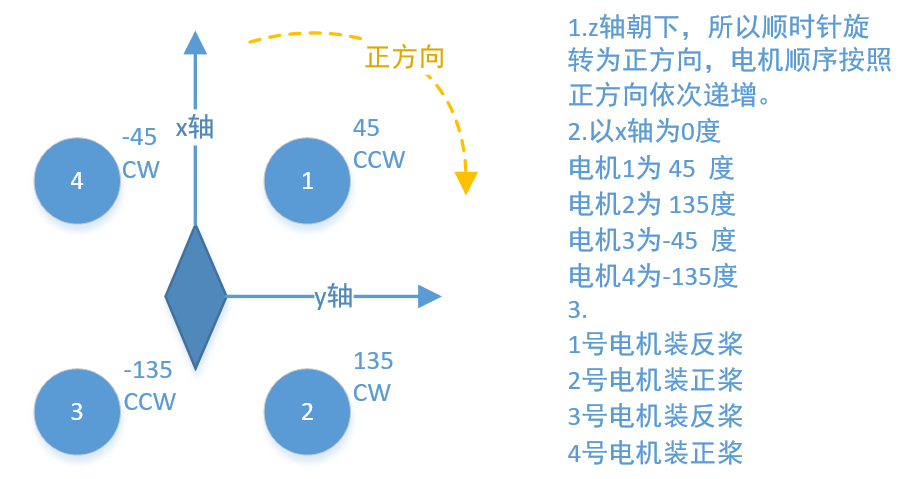 正方向
x轴
-45
CW
4
45
CCW
1
y轴
-135
CCW
3
135
CW
2
1.z轴朝下，所以顺时针旋
转为正方向，电机顺序按照
正方向依次递增。
2.以x轴为0度
电机1为 45 度
电机2为 135度
电机3为-45 度
电机4为-135度
3.
1号电机装反桨
2号电机装正桨
3号电机装反桨
4号电机装正桨